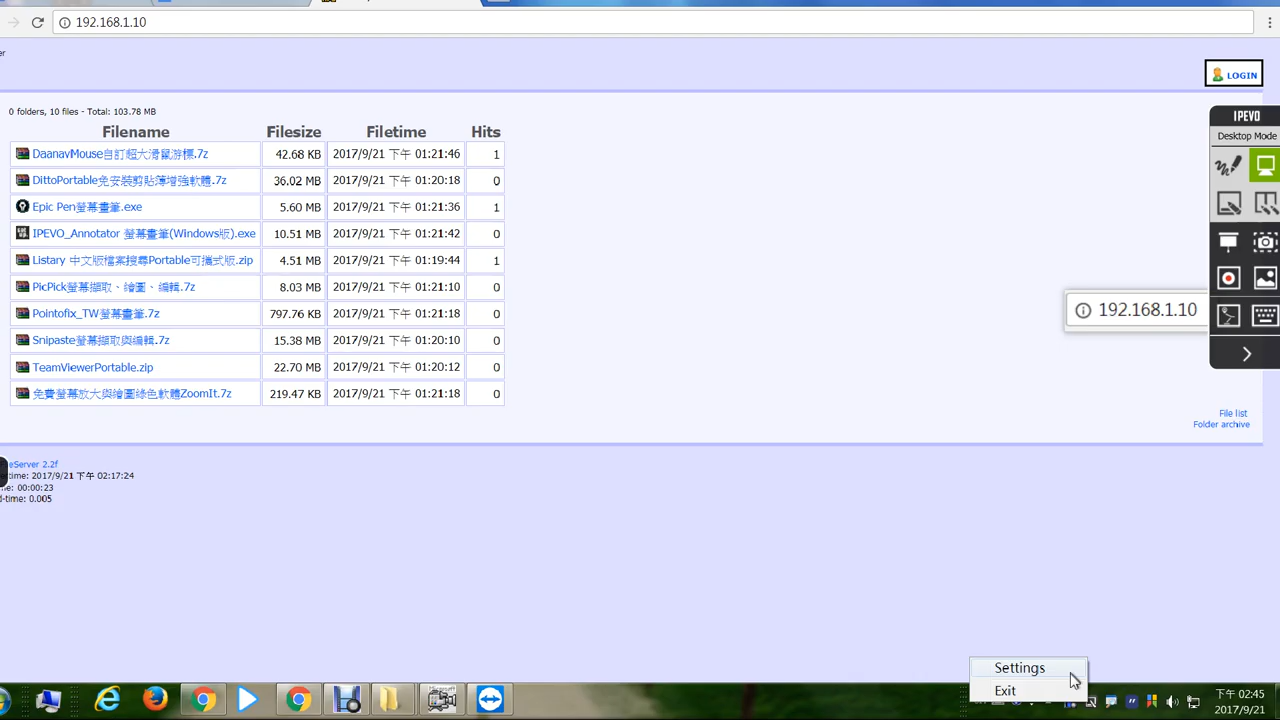 192.168.1.10
er
LOGIN
0 folders, 10 files - Total: 103.78 MB
Filename Filesize Filetime Hits
DaanaviMouse自訂超大滑鼠游標.7z 42.68 KB 2017/9/21 下午 01:21:46 1
DittoPortable免安裝剪貼簿增強軟體.7z 36.02 MB 2017/9/21 下午 01:20:18 0
Epic Pen螢幕畫筆.exe 5.60 MB 2017/9/21 下午 01:21:36 1
IPEVO_Annotator 螢幕畫筆(Windows版).exe 10.51 MB 2017/9/21 下午 01:21:42 0
Listary 中文版檔案搜尋Portable可攜式版.zip 4.51 MB 2017/9/21 下午 01:19:44 1
PicPick螢幕擷取、繪圖、編輯.7z 8.03 MB 2017/9/21 下午 01:21:10 0
Pointofix_TW螢幕畫筆.7z 797.76 KB 2017/9/21 下午 01:21:18 0
Snipaste螢幕擷取與編輯.7z 15.38 MB 2017/9/21 下午 01:20:10 0
TeamViewerPortable.zip 22.70 MB 2017/9/21 下午 01:20:12 0
免費螢幕放大與繪圖綠色軟體ZoomIt.7z 219.47 KB 2017/9/21 下午 01:21:18 0
IPEVO
Desktop Mode
192.168.1.10
File list
Folder archive
eServer 2.2f
time: 2017/9/21 下午 02:17:24
me: 00:00:23
d-time: 0.005
Settings
Exit
下午 02:45
2017/9/21